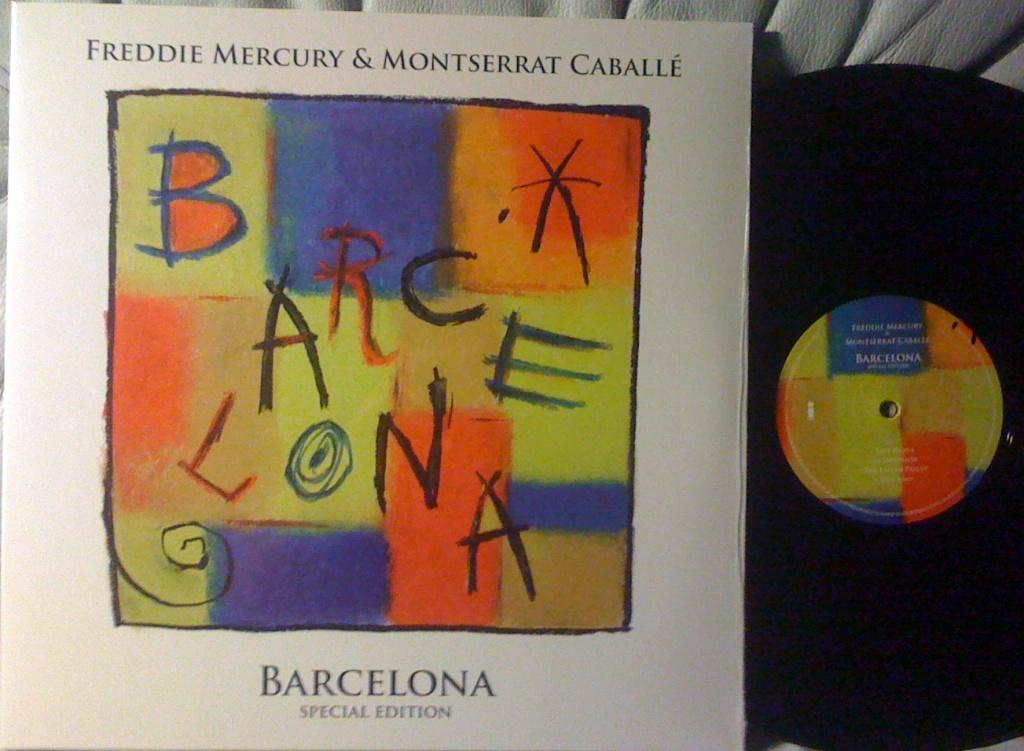 FREDDIE MERCURY & MONTSERRAT CABALLÉ
BARCELONA
BARCELONA
SPECIAL EDITION
FREDDIE MERCURY
&
MONTSERRAT CABALLÉ
BARCELONA
SPECIAL EDITION